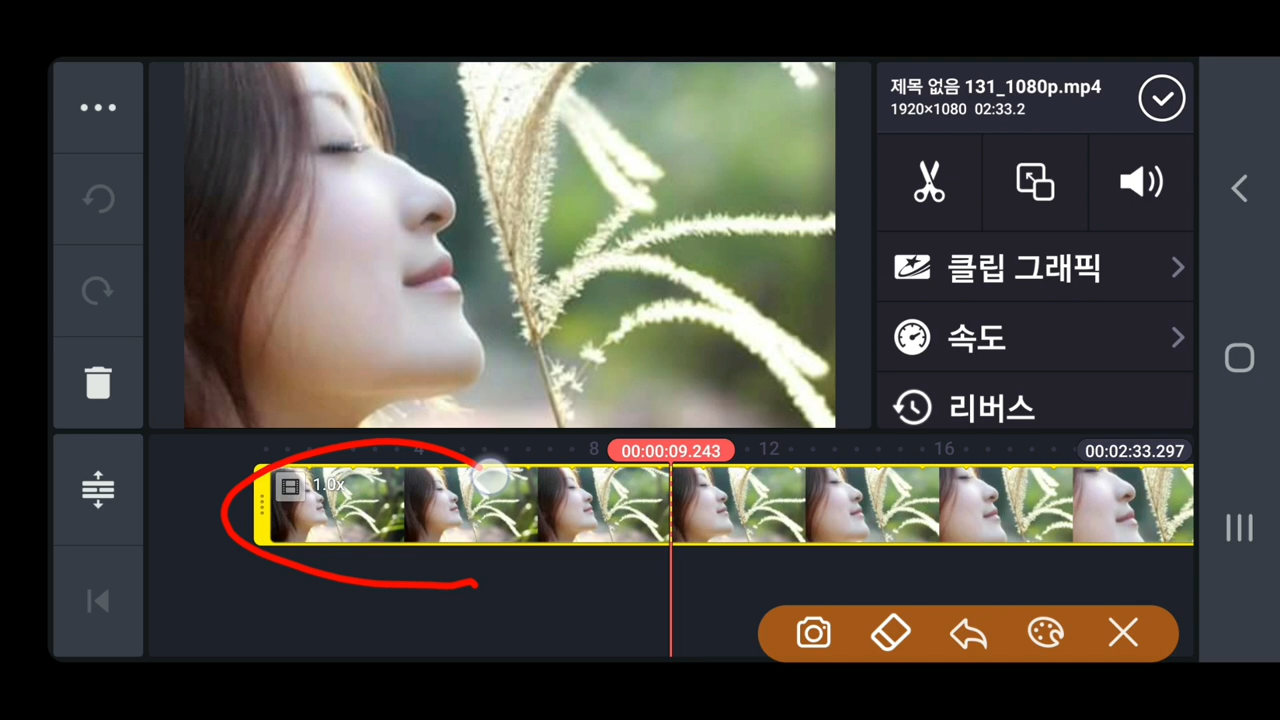 제목 없음 131_1080p.mp4
1920×1080 02:33.2
클립 그래픽
속도
리버스
4 8 00:00:09.243 12 16 00:02:33.297
1.0x